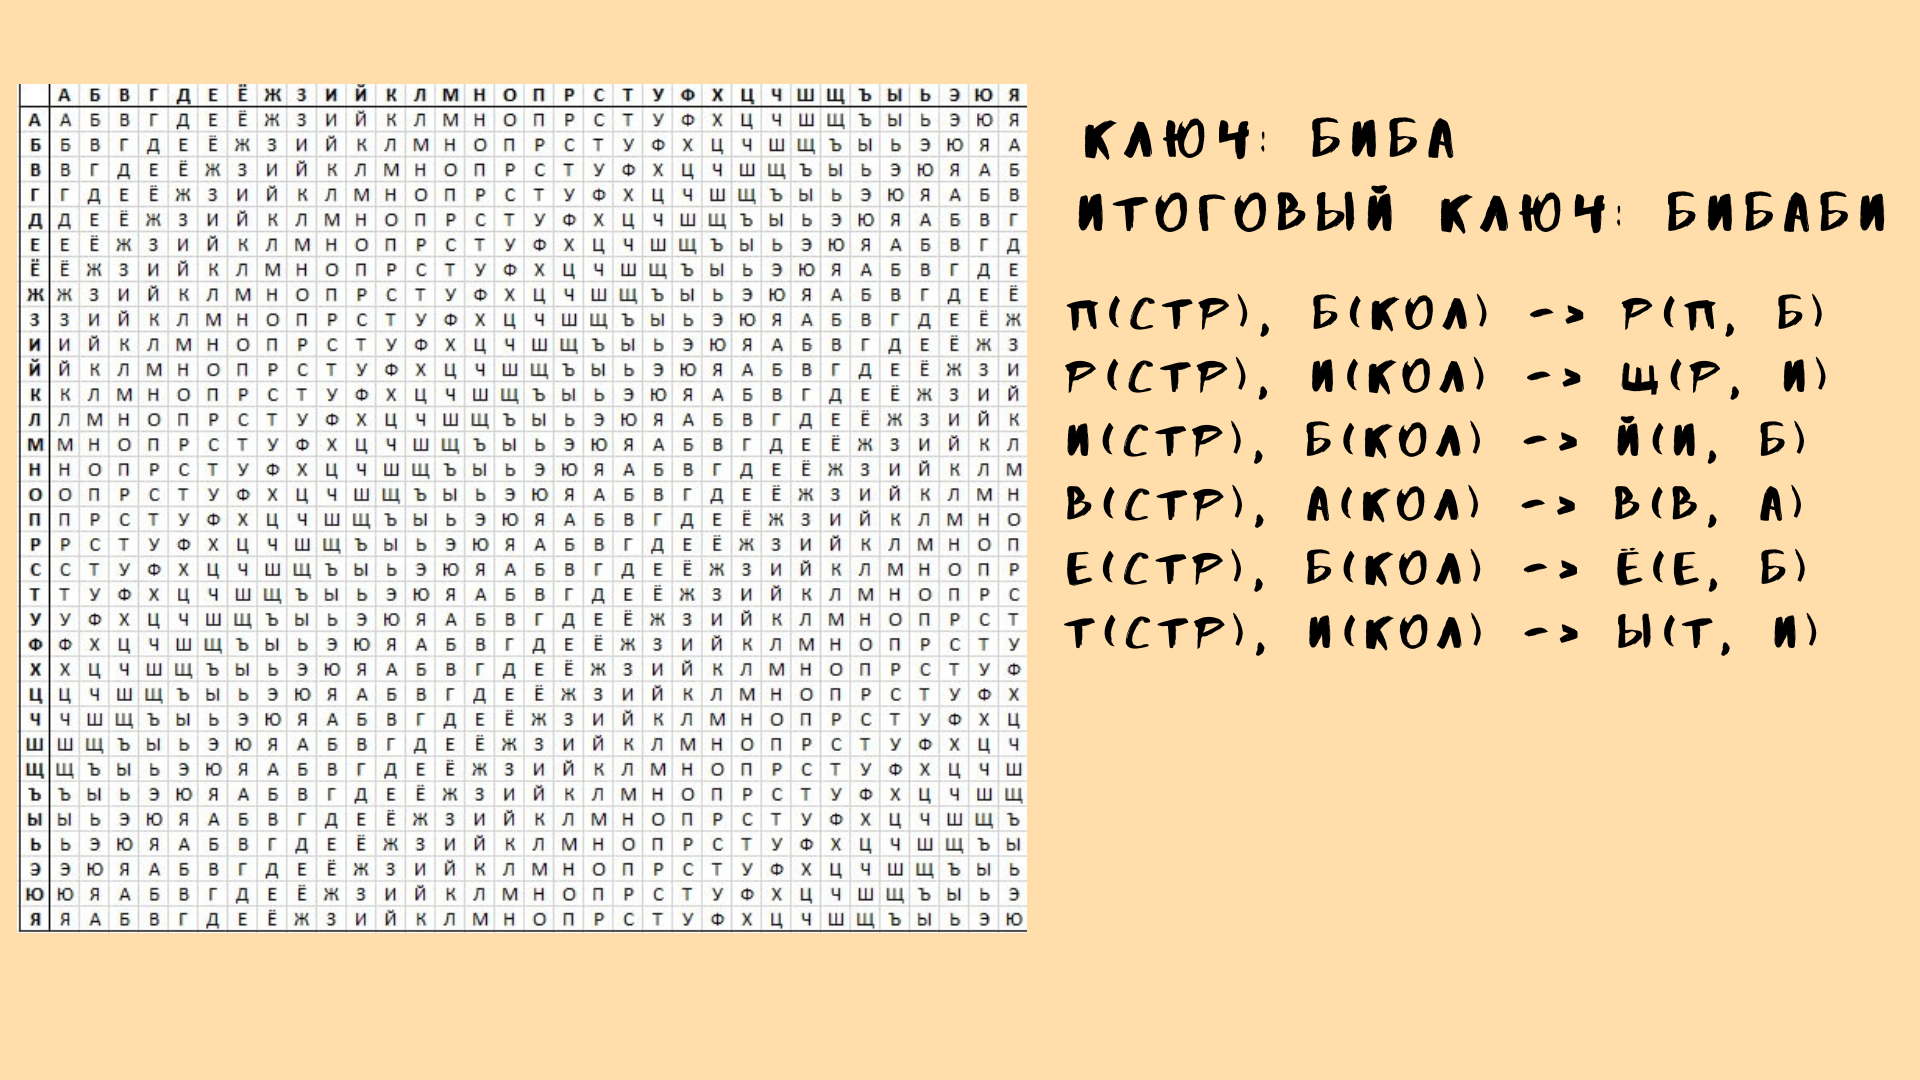 А Б В Г Д Е Ё Ж З И Й К Л М Н О П Р С Т У Ф Х Ц Ч Ш Щ Ъ Ы Ь Э Ю Я
А А Б В Г Д Е Ё Ж З И Й К Л М Н О П Р С Т У Ф Х Ц Ч Ш Щ Ъ Ы Ь Э Ю Я
Б Б В Г Д Е Ё Ж З И Й К Л М Н О П Р С Т У Ф Х Ц Ч Ш Щ Ъ Ы Ь Э Ю Я А
В В Г Д Е Ё Ж З И Й К Л М Н О П Р С Т У Ф Х Ц Ч Ш Щ Ъ Ы Ь Э Ю Я А Б
Г Г Д Е Ё Ж З И Й К Л М Н О П Р С Т У Ф Х Ц Ч Ш Щ Ъ Ы Ь Э Ю Я А Б В
Д Д Е Ё Ж З И Й К Л М Н О П Р С Т У Ф Х Ц Ч Ш Щ Ъ Ы Ь Э Ю Я А Б В Г
Е Е Ё Ж З И Й К Л М Н О П Р С Т У Ф Х Ц Ч Ш Щ Ъ Ы Ь Э Ю Я А Б В Г Д
Ё Ё Ж З И Й К Л М Н О П Р С Т У Ф Х Ц Ч Ш Щ Ъ Ы Ь Э Ю Я А Б В Г Д Е
Ж Ж З И Й К Л М Н О П Р С Т У Ф Х Ц Ч Ш Щ Ъ Ы Ь Э Ю Я А Б В Г Д Е Ё
З З И Й К Л М Н О П Р С Т У Ф Х Ц Ч Ш Щ Ъ Ы Ь Э Ю Я А Б В Г Д Е Ё Ж
И И Й К Л М Н О П Р С Т У Ф Х Ц Ч Ш Щ Ъ Ы Ь Э Ю Я А Б В Г Д Е Ё Ж З
Й Й К Л М Н О П Р С Т У Ф Х Ц Ч Ш Щ Ъ Ы Ь Э Ю Я А Б В Г Д Е Ё Ж З И
К К Л М Н О П Р С Т У Ф Х Ц Ч Ш Щ Ъ Ы Ь Э Ю Я А Б В Г Д Е Ё Ж З И Й
Л Л М Н О П Р С Т У Ф Х Ц Ч Ш Щ Ъ Ы Ь Э Ю Я А Б В Г Д Е Ё Ж З И Й К
М М Н О П Р С Т У Ф Х Ц Ч Ш Щ Ъ Ы Ь Э Ю Я А Б В Г Д Е Ё Ж З И Й К Л
Н Н О П Р С Т У Ф Х Ц Ч Ш Щ Ъ Ы Ь Э Ю Я А Б В Г Д Е Ё Ж З И Й К Л М
О О П Р С Т У Ф Х Ц Ч Ш Щ Ъ Ы Ь Э Ю Я А Б В Г Д Е Ё Ж З И Й К Л М Н
П П Р С Т У Ф Х Ц Ч Ш Щ Ъ Ы Ь Э Ю Я А Б В Г Д Е Ё Ж З И Й К Л М Н О
Р Р С Т У Ф Х Ц Ч Ш Щ Ъ Ы Ь Э Ю Я А Б В Г Д Е Ё Ж З И Й К Л М Н О П
С С Т У Ф Х Ц Ч Ш Щ Ъ Ы Ь Э Ю Я А Б В Г Д Е Ё Ж З И Й К Л М Н О П Р
Т Т У Ф Х Ц Ч Ш Щ Ъ Ы Ь Э Ю Я А Б В Г Д Е Ё Ж З И Й К Л М Н О П Р С
У У Ф Х Ц Ч Ш Щ Ъ Ы Ь Э Ю Я А Б В Г Д Е Ё Ж З И Й К Л М Н О П Р С Т
Ф Ф Х Ц Ч Ш Щ Ъ Ы Ь Э Ю Я А Б В Г Д Е Ё Ж З И Й К Л М Н О П Р С Т У
Х Х Ц Ч Ш Щ Ъ Ы Ь Э Ю Я А Б В Г Д Е Ё Ж З И Й К Л М Н О П Р С Т У Ф
Ц Ц Ч Ш Щ Ъ Ы Ь Э Ю Я А Б В Г Д Е Ё Ж З И Й К Л М Н О П Р С Т У Ф Х
Ч Ч Ш Щ Ъ Ы Ь Э Ю Я А Б В Г Д Е Ё Ж З И Й К Л М Н О П Р С Т У Ф Х Ц
Ш Ш Щ Ъ Ы Ь Э Ю Я А Б В Г Д Е Ё Ж З И Й К Л М Н О П Р С Т У Ф Х Ц Ч
Щ Щ Ъ Ы Ь Э Ю Я А Б В Г Д Е Ё Ж З И Й К Л М Н О П Р С Т У Ф Х Ц Ч Ш
Ъ Ъ Ы Ь Э Ю Я А Б В Г Д Е Ё Ж З И Й К Л М Н О П Р С Т У Ф Х Ц Ч Ш Щ
Ы Ы Ь Э Ю Я А Б В Г Д Е Ё Ж З И Й К Л М Н О П Р С Т У Ф Х Ц Ч Ш Щ Ъ
Ь Ь Э Ю Я А Б В Г Д Е Ё Ж З И Й К Л М Н О П Р С Т У Ф Х Ц Ч Ш Щ Ъ Ы
Э Э Ю Я А Б В Г Д Е Ё Ж З И Й К Л М Н О П Р С Т У Ф Х Ц Ч Ш Щ Ъ Ы Ь
Ю Ю Я А Б В Г Д Е Ё Ж З И Й К Л М Н О П Р С Т У Ф Х Ц Ч Ш Щ Ъ Ы Ь Э
Я Я А Б В Г Д Е Ё Ж З И Й К Л М Н О П Р С Т У Ф Х Ц Ч Ш Щ Ъ Ы Ь Э Ю
КЛЮЧ: БИБА
ИТОГОВЫЙ КЛЮЧ: БИБАБИ
П(СТР), Б(КОЛ) -> Р(П, Б)
Р(СТР), И(КОЛ) -> Щ(Р, И)
И(СТР), Б(КОЛ) -> Й(И, Б)
В(СТР), А(КОЛ) -> В(В, А)
Е(СТР), Б(КОЛ) -> Ё(Е, Б)
Т(СТР), И(КОЛ) -> Ы(Т, И)